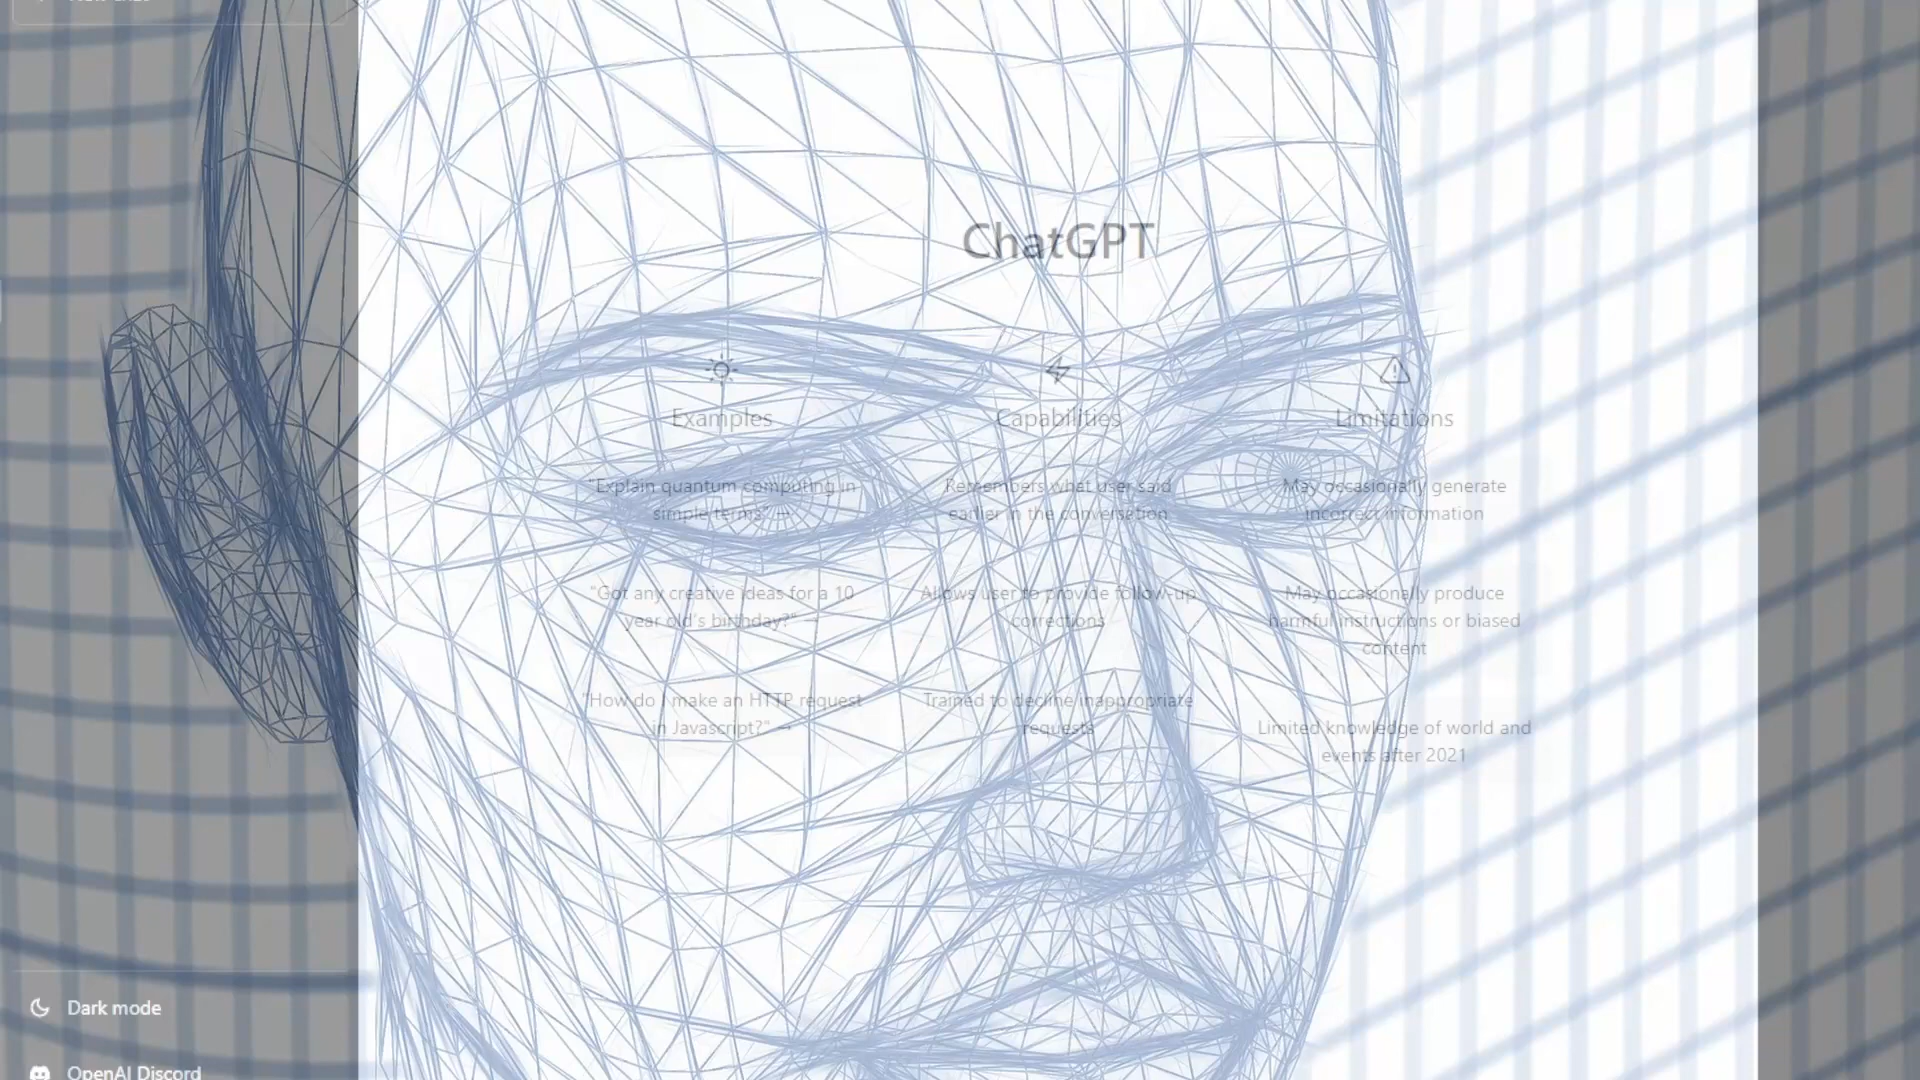 New chat
ChatGPT
Examples
Capabilities
Limitations
"Explain quantum computing in
simple terms" →
Remembers what user said
earlier in the conversation
May occasionally generate
incorrect information
"Got any creative ideas for a 10
year old's birthday?" →
Allows user to provide follow-up
corrections
May occasionally produce
harmful instructions or biased
content
"How do I make an HTTP request
in Javascript?" →
Trained to decline inappropriate
requests
Limited knowledge of world and
events after 2021
Dark mode
OpenAI Discord